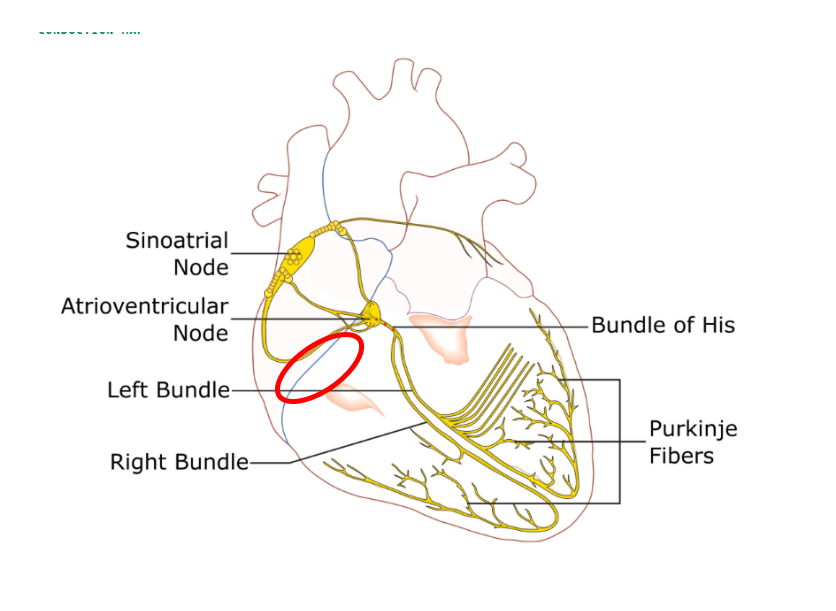 Sinoatrial
Node
Atrioventricular
Node
Bundle of His
Left Bundle
Purkinje
Fibers
Right Bundle